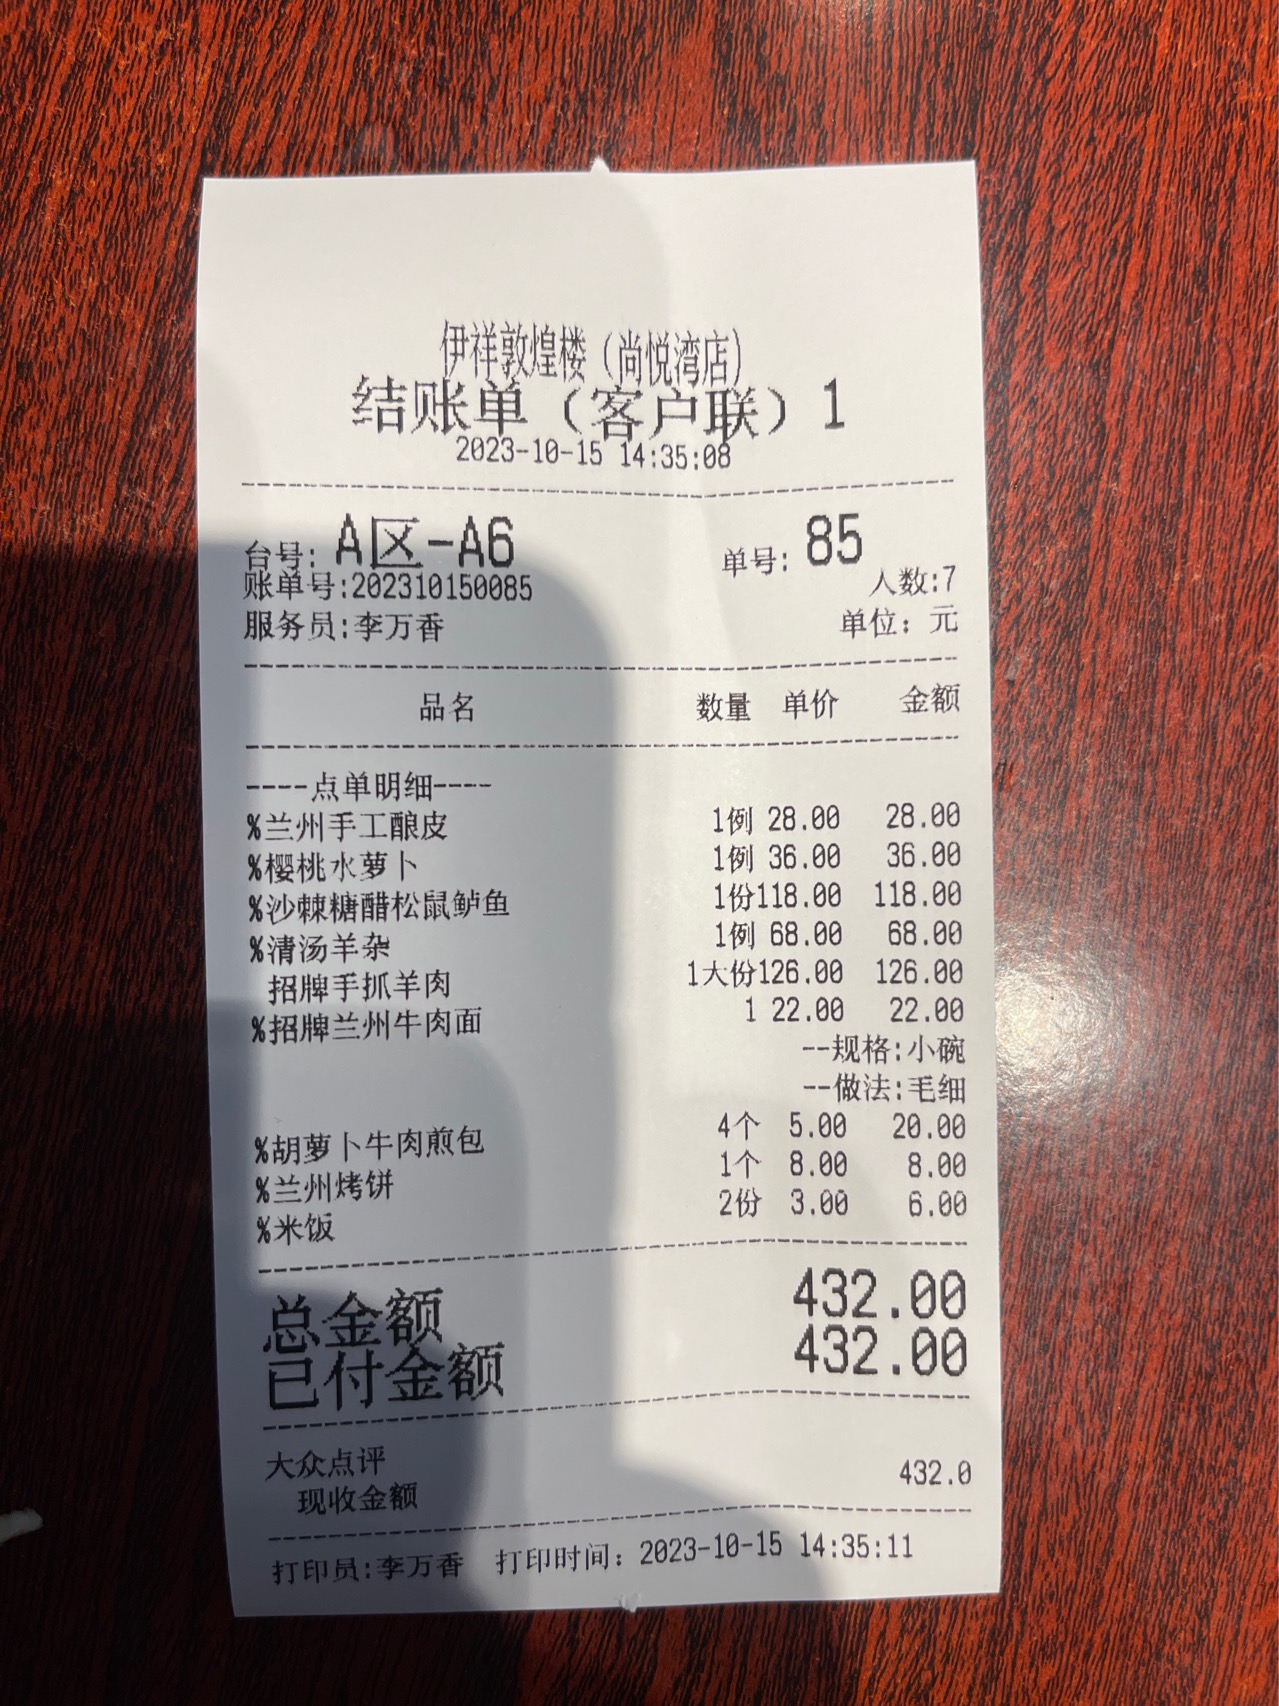 伊祥敦煌楼（尚悦湾店）
结账单（客户联）1
2023-10-15 14:35:08
台号: A区-A6 单号: 85
账单号:202310150085 人数:7
服务员:李万香 单位: 元
品名 数量 单价 金额
----点单明细----
%兰州手工酿皮 1例 28.00 28.00
%樱桃水萝卜 1例 36.00 36.00
%沙棘糖醋松鼠鲈鱼 1份118.00 118.00
%清汤羊杂 1例 68.00 68.00
招牌手抓羊肉 1大份126.00 126.00
%招牌兰州牛肉面 1 22.00 22.00
--规格:小碗
--做法:毛细
%胡萝卜牛肉煎包 4个 5.00 20.00
%兰州烤饼 1个 8.00 8.00
%米饭 2份 3.00 6.00
总金额 432.00
已付金额 432.00
大众点评 432.0
现收金额
打印员:李万香 打印时间: 2023-10-15 14:35:11